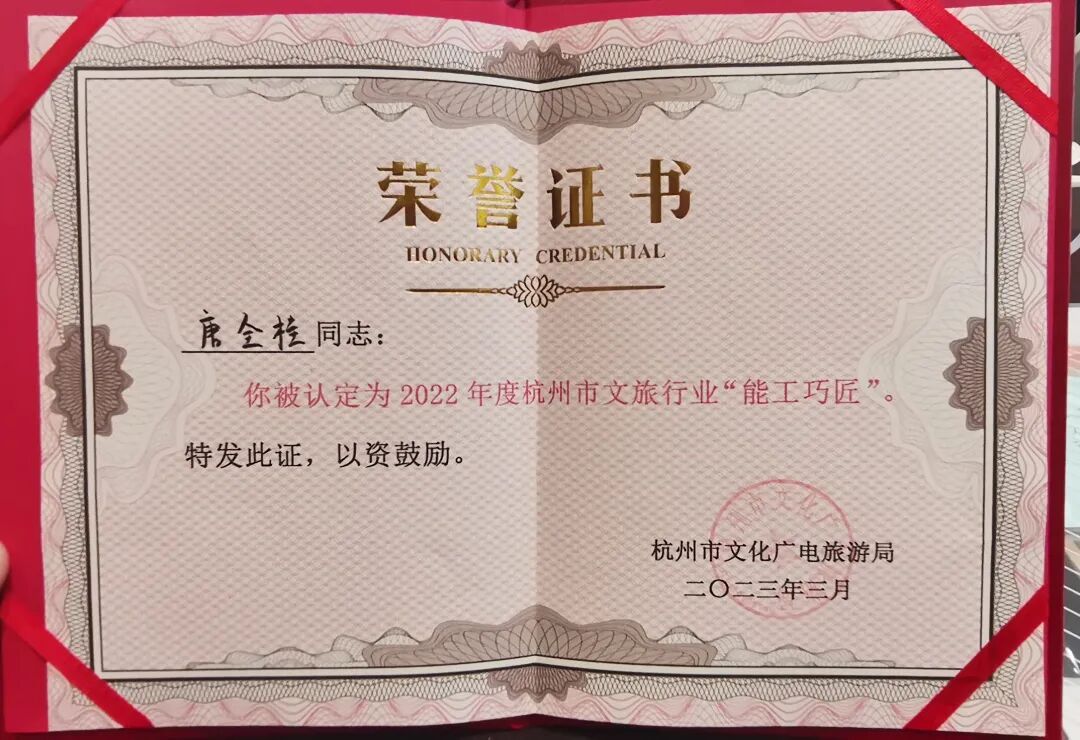 荣誉证书
HONORARY CREDENTIAL
唐全桂同志：
你被认定为2022年度杭州市文旅行业“能工巧匠”。
特发此证，以资鼓励。
杭州市文化广电旅游局
二〇二三年三月